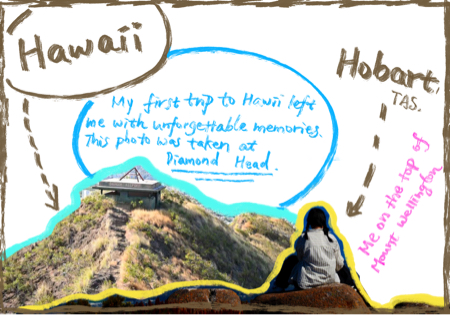 Hawaii
My first trip to Hawii left
me with unforgettable memories.
This photo was taken at
Diamond Head.
Hobart,
TAS.
Me on the top of
Mount Wellington